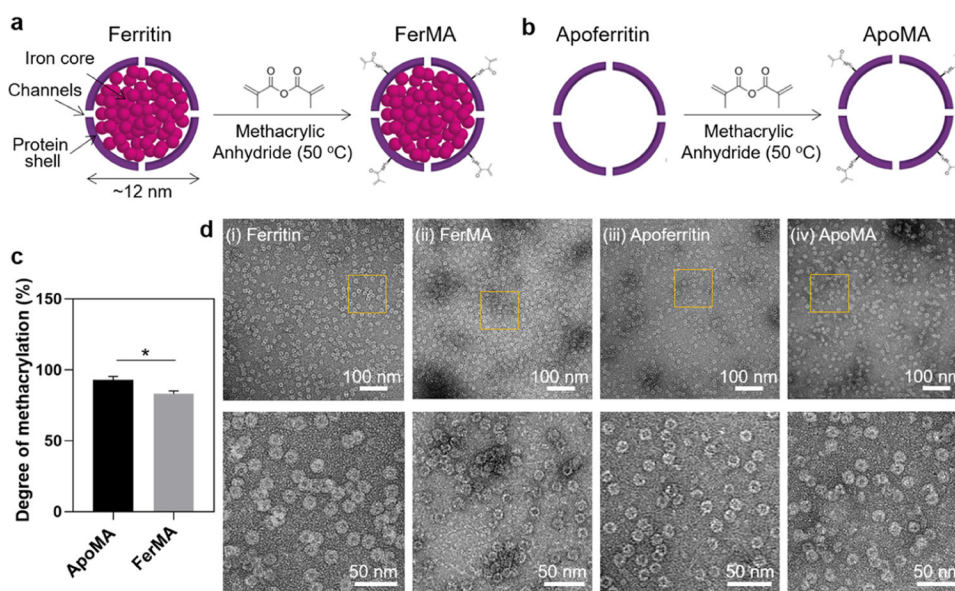 a
Ferritin
FerMA
Iron core
Channels
Protein
shell
~12 nm
Methacrylic
Anhydride (50 °C)
b
Apoferritin
ApoMA
Methacrylic
Anhydride (50 °C)
c
Degree of methacrylation (%)
150
100
50
0
*
ApoMA
FerMA
d
(i) Ferritin
(ii) FerMA
(iii) Apoferritin
(iv) ApoMA
100 nm
100 nm
100 nm
100 nm
50 nm
50 nm
50 nm
50 nm